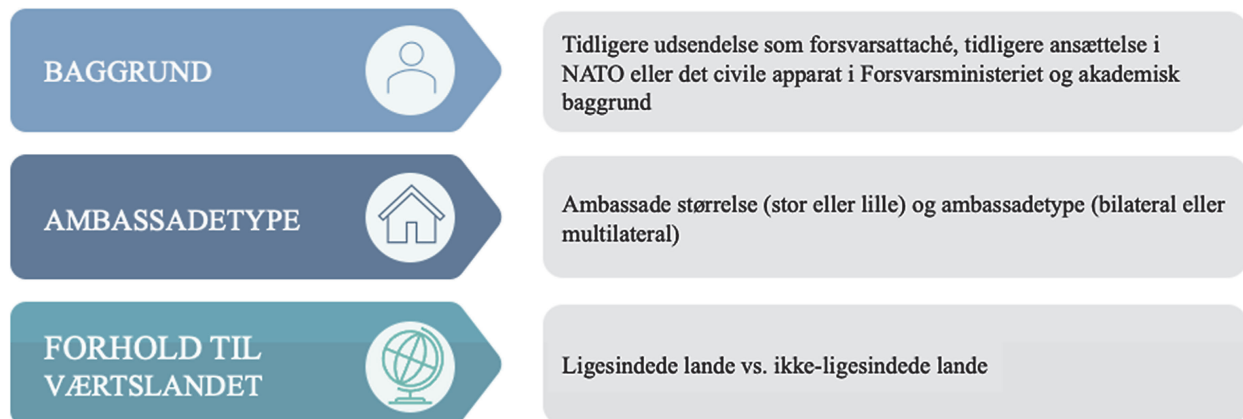 BAGGRUND
Tidligere udsendelse som forsvarsattaché, tidligere ansættelse i
NATO eller det civile apparat i Forsvarsministeriet og akademisk
baggrund
AMBASSADETYPE
Ambassade størrelse (stor eller lille) og ambassadetype (bilateral eller
multilateral)
FORHOLD TIL
VÆRTSLANDET
Ligesindede lande vs. ikke-ligesindede lande